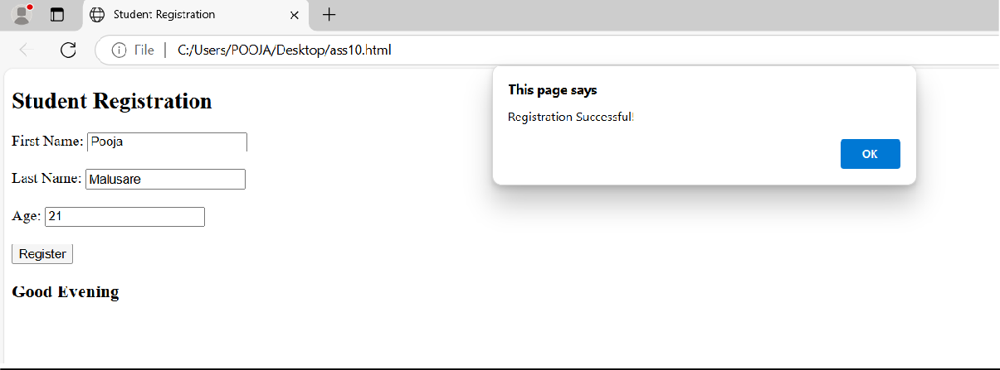 Student Registration
File | C:/Users/POOJA/Desktop/ass10.html
This page says
Registration Successful!
OK
Student Registration
First Name: Pooja
Last Name: Malusare
Age: 21
Register
Good Evening